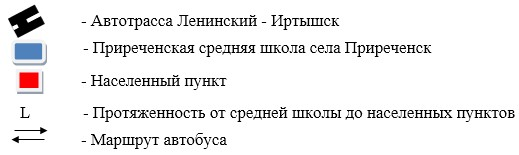 - Автотрасса Ленинский - Иртышск
- Приреченская средняя школа села Приреченск
- Населенный пункт
L - Протяженность от средней школы до населенных пунктов
- Маршрут автобуса